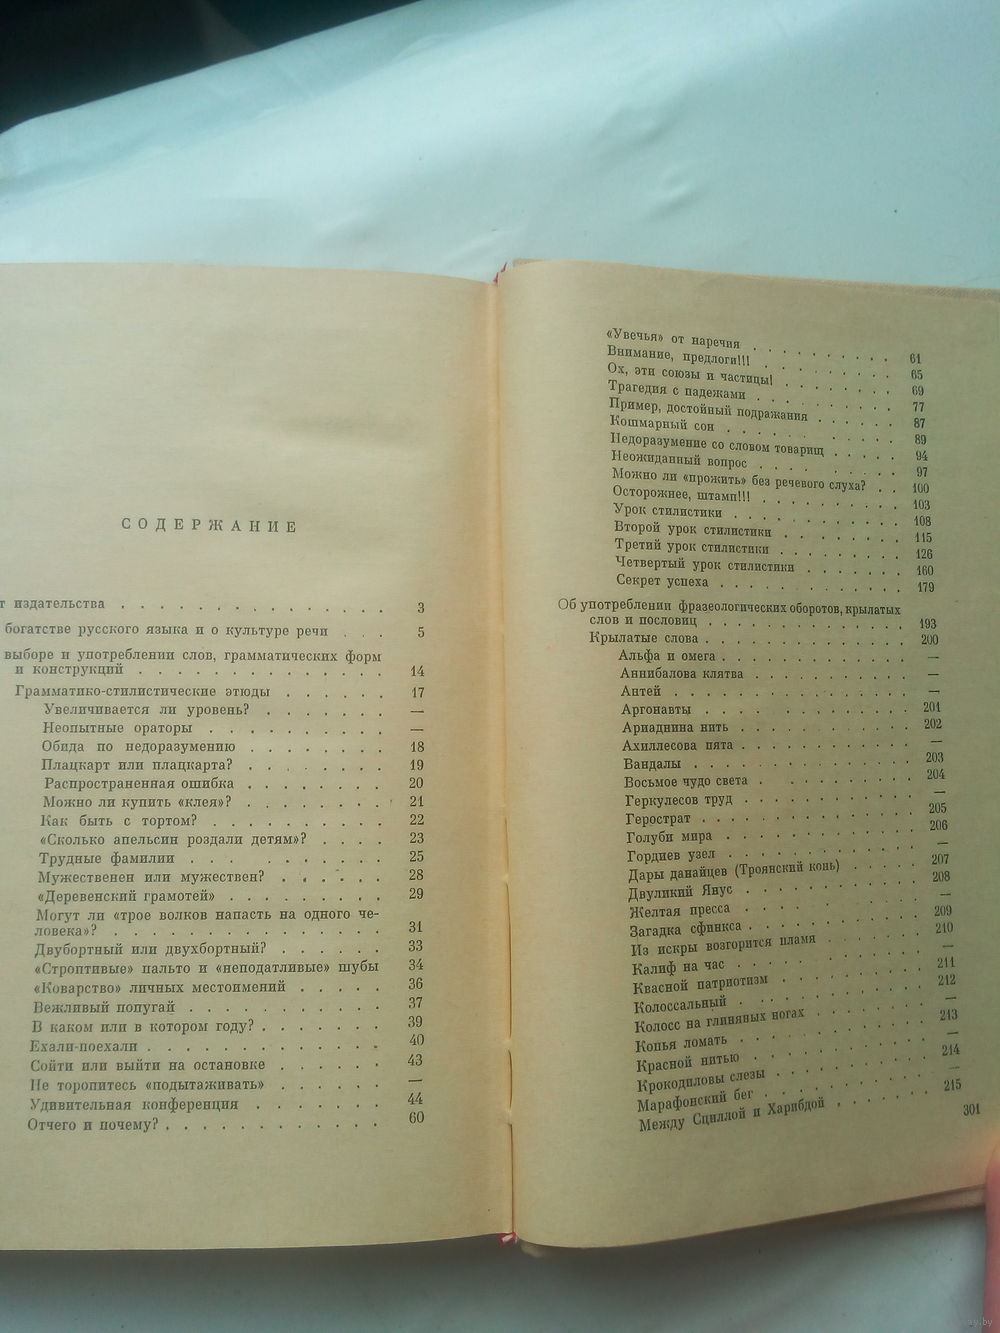 СОДЕРЖАНИЕ
т издательства . . . . . . . . . . . . . . 3
богатстве русского языка и о культуре речи . . . 5
выборе и употреблении слов, грамматических форм
и конструкций . . . . . . . . . . . . . 14
Грамматико-стилистические этюды . . . . . . 17
Увеличивается ли уровень? . . . . . . . —
Неопытные ораторы . . . . . . . . . . —
Обида по недоразумению . . . . . . . . 18
Плацкарт или плацкарта? . . . . . . . . 19
Распространенная ошибка . . . . . . . . 20
Можно ли купить «клея»? . . . . . . . . 21
Как быть с тортом? . . . . . . . . . . 22
«Сколько апельсин роздали детям»? . . . . 23
Трудные фамилии . . . . . . . . . . . 25
Мужественен или мужествен? . . . . . . 28
«Деревенский грамотей» . . . . . . . . . 29
Могут ли «трое волков напасть на одного че-
ловека»? . . . . . . . . . . . . . . 31
Двубортный или двухбортный? . . . . . . 33
«Строптивые» пальто и «неподатливые» шубы 34
«Коварство» личных местоимений . . . . . 36
Вежливый попугай . . . . . . . . . . . 37
В каком или в котором году? . . . . . . . 39
Ехали-поехали . . . . . . . . . . . . . 40
Сойти или выйти на остановке . . . . . . 43
Не торопитесь «подытаживать» . . . . . . —
Удивительная конференция . . . . . . . 44
Отчего и почему? . . . . . . . . . . . . 60
«Увечья» от наречия . . . . . . . . . 61
Внимание, предлоги!!! . . . . . . . . . 65
Ох, эти союзы и частицы! . . . . . . . 69
Трагедия с падежами . . . . . . . . . 77
Пример, достойный подражания . . . . . . 87
Кошмарный сон . . . . . . . . . . . 89
Недоразумение со словом товарищ . . . . . 94
Неожиданный вопрос . . . . . . . . . 97
Можно ли «прожить» без речевого слуха? . . 100
Осторожнее, штамп!!! . . . . . . . . . 103
Урок стилистики . . . . . . . . . . . 108
Второй урок стилистики . . . . . . . . 115
Третий урок стилистики . . . . . . . . 126
Четвертый урок стилистики . . . . . . . 160
Секрет успеха . . . . . . . . . . . 179
Об употреблении фразеологических оборотов, крылатых
слов и пословиц . . . . . . . . . . . . 193
Крылатые слова . . . . . . . . . . . . 200
Альфа и омега . . . . . . . . . . . —
Аннибалова клятва . . . . . . . . . . —
Антей . . . . . . . . . . . . . . —
Аргонавты . . . . . . . . . . . . . 201
Ариаднина нить . . . . . . . . . . . 202
Ахиллесова пята . . . . . . . . . . . —
Вандалы . . . . . . . . . . . . . 203
Восьмое чудо света . . . . . . . . . . 204
Геркулесов труд . . . . . . . . . . . —
Герострат . . . . . . . . . . . . . 205
Голуби мира . . . . . . . . . . . . 206
Гордиев узел . . . . . . . . . . . . —
Дары данайцев (Троянский конь) . . . . . 207
Двуликий Янус . . . . . . . . . . . 208
Желтая пресса . . . . . . . . . . . —
Загадка сфинкса . . . . . . . . . . . 209
Из искры возгорится пламя . . . . . . . 210
Калиф на час . . . . . . . . . . . —
Квасной патриотизм . . . . . . . . . 211
Колоссальный . . . . . . . . . . . 212
Колосс на глиняных ногах . . . . . . . —
Копья ломать . . . . . . . . . . . 213
Красной нитью . . . . . . . . . . . —
Крокодиловы слезы . . . . . . . . . . 214
Марафонский бег . . . . . . . . . . —
Между Сциллой и Харибдой . . . . . . 215
301
ay.by